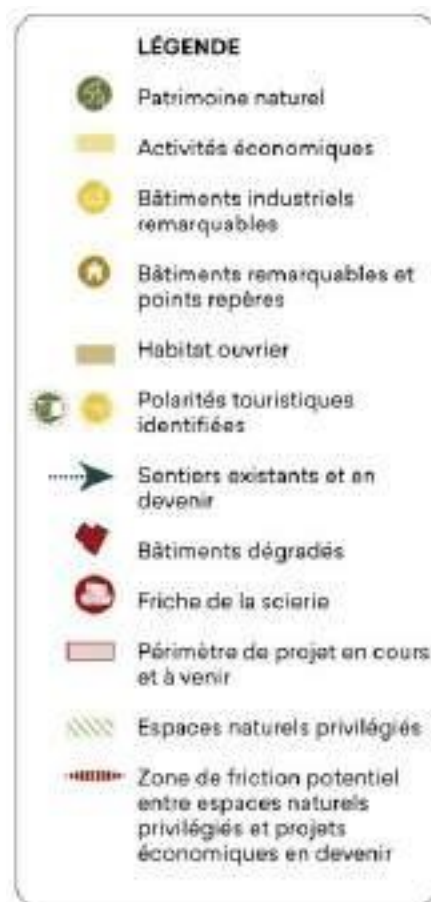 LÉGENDE
Patrimoine naturel
Activités économiques
Bâtiments industriels
remarquables
Bâtiments remarquables et
points repères
Habitat ouvrier
Polarités touristiques
identifiées
Sentiers existants et en
devenir
Bâtiments dégradés
Friche de la scierie
Périmètre de projet en cours
et à venir
Espaces naturels privilégiés
Zone de friction potentiel
entre espaces naturels
privilégiés et projets
économiques en devenir